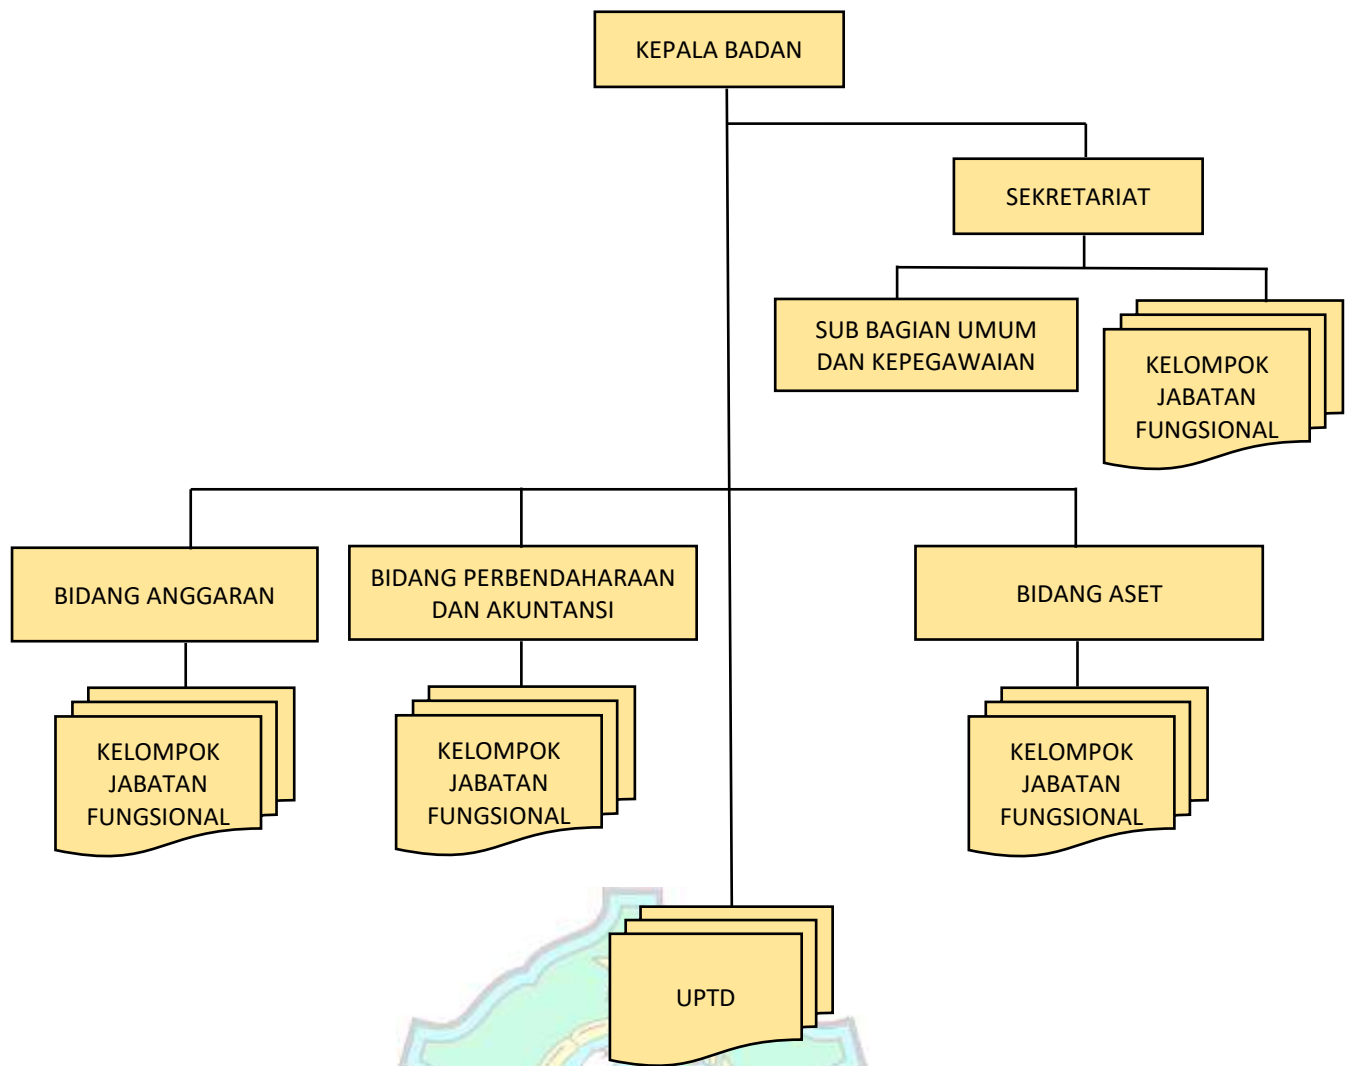 KEPALA BADAN
SEKRETARIAT
SUB BAGIAN UMUM
DAN KEPEGAWAIAN
KELOMPOK
JABATAN
FUNGSIONAL
BIDANG ANGGARAN
BIDANG PERBENDAHARAAN
DAN AKUNTANSI
BIDANG ASET
KELOMPOK
JABATAN
FUNGSIONAL
KELOMPOK
JABATAN
FUNGSIONAL
KELOMPOK
JABATAN
FUNGSIONAL
UPTD